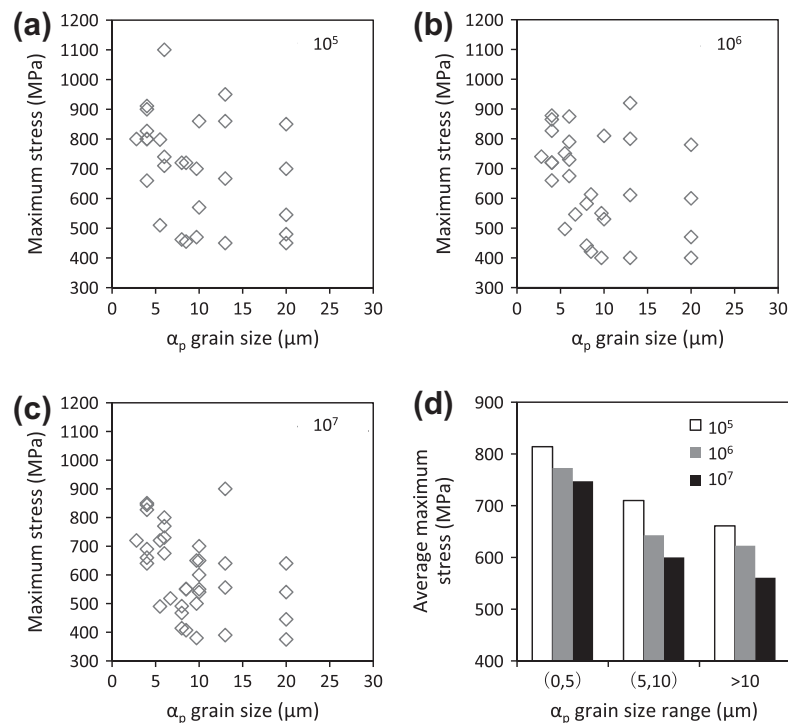 (a)
10⁵
Maximum stress (MPa)
1200
1100
1000
900
800
700
600
500
400
300
0 5 10 15 20 25 30
αₚ grain size (μm)
(b)
10⁶
Maximum stress (MPa)
1200
1100
1000
900
800
700
600
500
400
300
0 5 10 15 20 25 30
αₚ grain size (μm)
(c)
10⁷
Maximum stress (MPa)
1200
1100
1000
900
800
700
600
500
400
300
0 5 10 15 20 25 30
αₚ grain size (μm)
(d)
10⁵
10⁶
10⁷
Average maximum
stress (MPa)
900
800
700
600
500
400
(0,5) (5,10) >10
αₚ grain size range (μm)